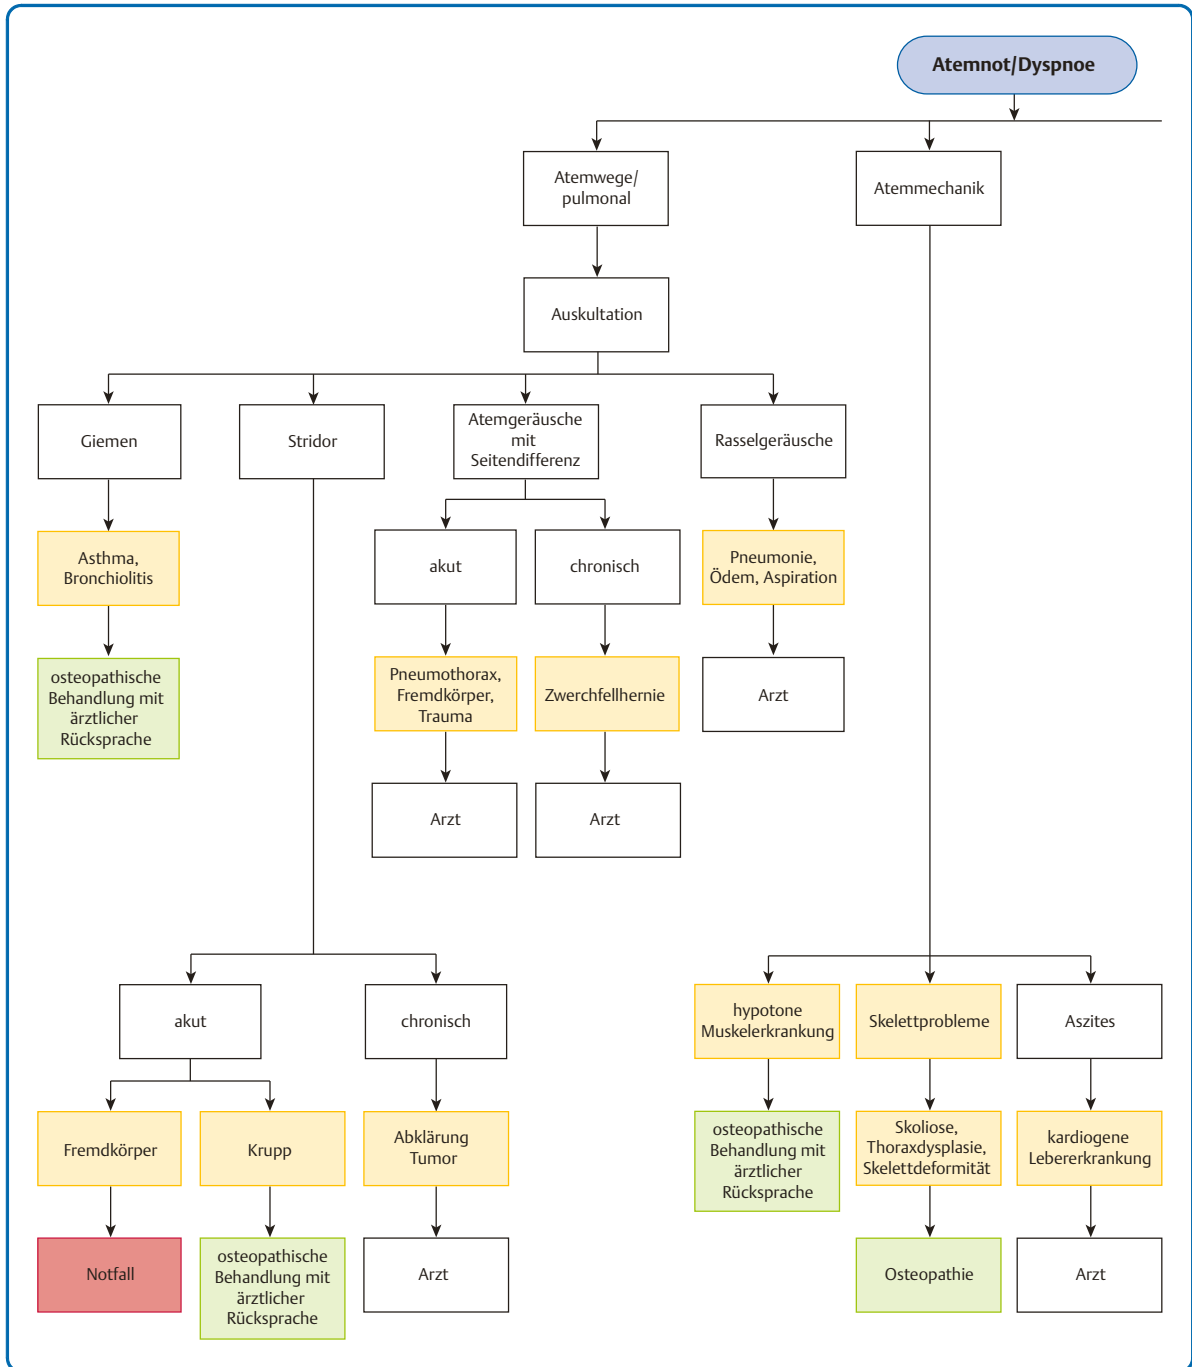 Atemnot/Dyspnoe
Atemwege/
pulmonal
Atemmechanik
Auskultation
Giemen
Stridor
Atemgeräusche
mit
Seitendifferenz
Rasselgeräusche
Asthma,
Bronchiolitis
akut
chronisch
Pneumonie,
Ödem, Aspiration
osteopathische
Behandlung mit
ärztlicher
Rücksprache
Pneumothorax,
Fremdkörper,
Trauma
Zwerchfellhernie
Arzt
Arzt
Arzt
akut
chronisch
hypotone
Muskelerkrankung
Skelettprobleme
Aszites
Fremdkörper
Krupp
Abklärung
Tumor
osteopathische
Behandlung mit
ärztlicher
Rücksprache
Skoliose,
Thoraxdysplasie,
Skelettdeformität
kardiogene
Lebererkrankung
Notfall
osteopathische
Behandlung mit
ärztlicher
Rücksprache
Arzt
Osteopathie
Arzt